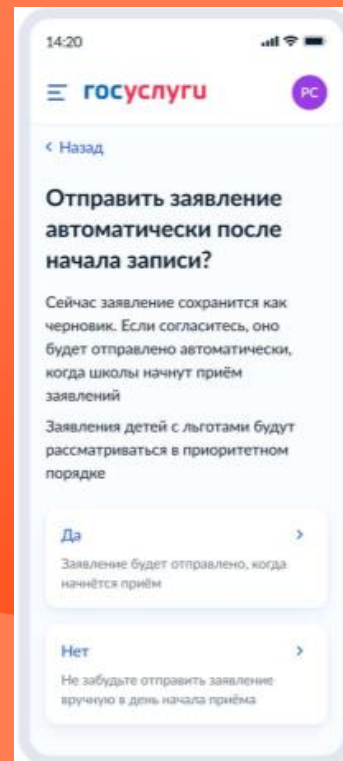 14:20
госуслуги
РС
Назад
Отправить заявление
автоматически после
начала записи?
Сейчас заявление сохранится как
черновик. Если согласитесь, оно
будет отправлено автоматически,
когда школы начнут приём
заявлений
Заявления детей с льготами будут
рассматриваться в приоритетном
порядке
Да
Заявление будет отправлено, когда
начнётся приём
Нет
Не забудьте отправить заявление
вручную в день начала приёма